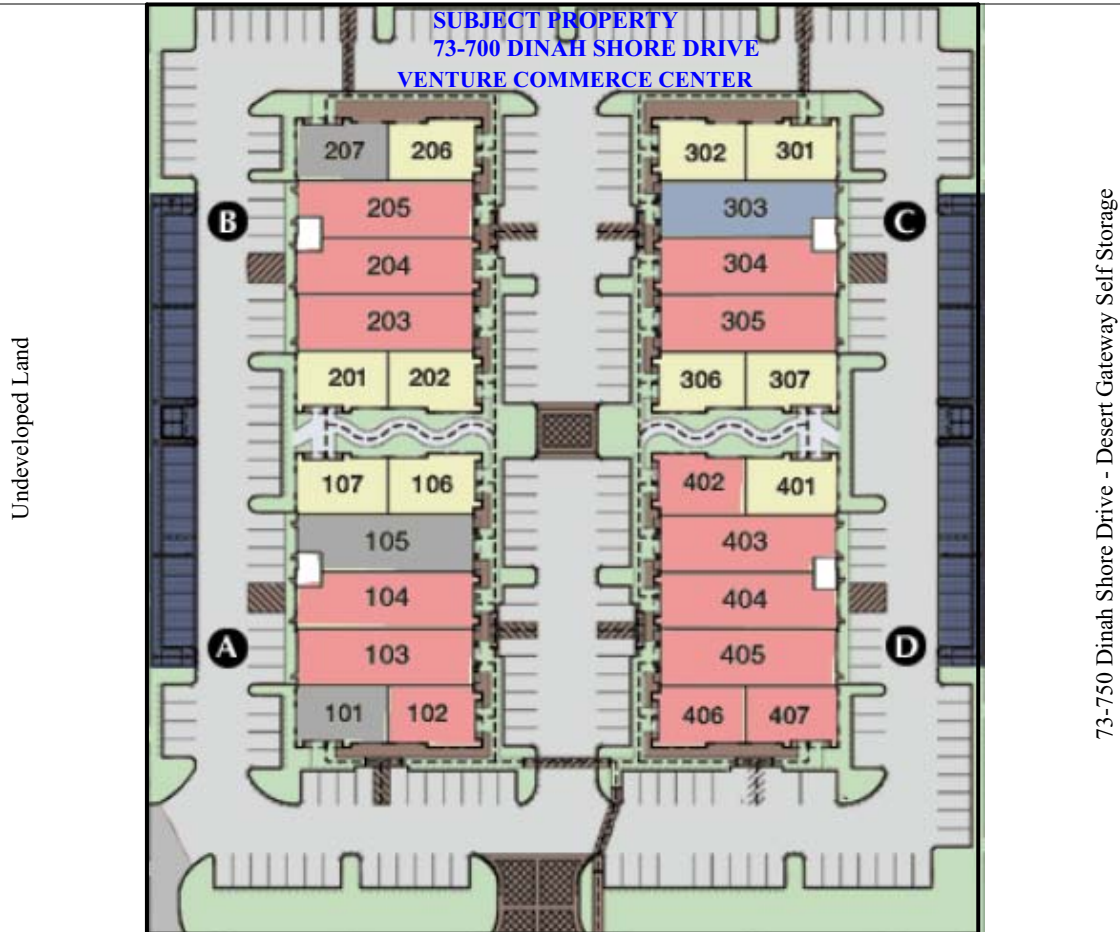 SUBJECT PROPERTY
73-700 DINAH SHORE DRIVE
VENTURE COMMERCE CENTER
Undeveloped Land
73-750 Dinah Shore Drive - Desert Gateway Self Storage
207 206
302 301
B
205
303
C
204
304
203
305
201 202
306 307
107 106
402 401
105
403
104
404
A
103
405
D
101 102
406 407